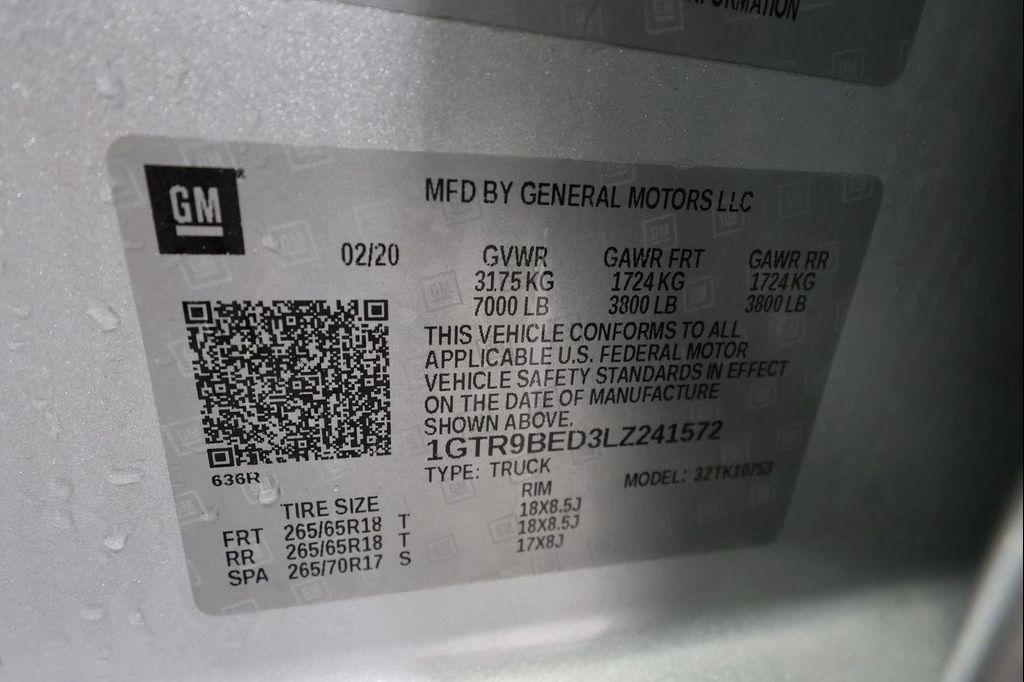 FORMATION
GM
MFD BY GENERAL MOTORS LLC
02/20 GVWR GAWR FRT GAWR RR
3175 KG 1724 KG 1724 KG
7000 LB 3800 LB 3800 LB
THIS VEHICLE CONFORMS TO ALL
APPLICABLE U.S. FEDERAL MOTOR
VEHICLE SAFETY STANDARDS IN EFFECT
ON THE DATE OF MANUFACTURE
SHOWN ABOVE.
1GTR9BED3LZ241572
TYPE: TRUCK MODEL: 32TK10753
636R
TIRE SIZE RIM
FRT 265/65R18 T 18X8.5J
RR 265/65R18 T 18X8.5J
SPA 265/70R17 S 17X8J